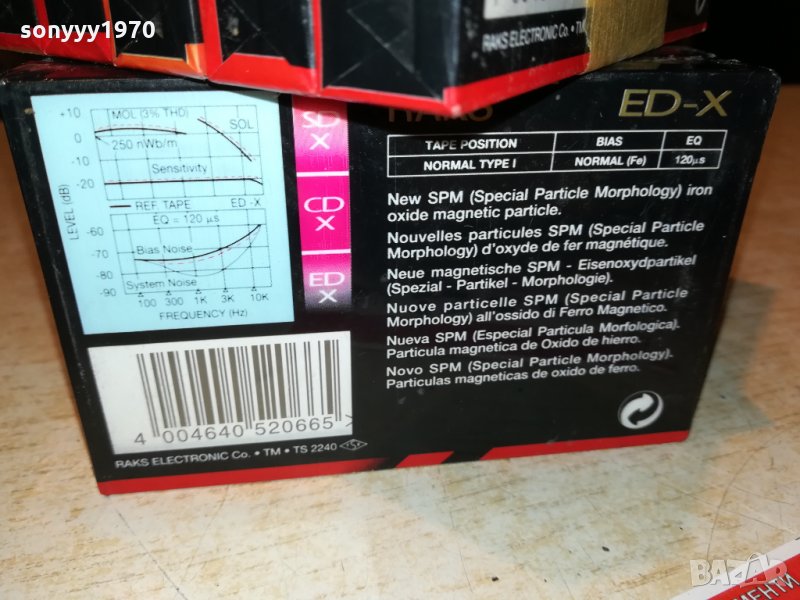 sonyyy1970
RAKS ELECTRONIC Co. • TM •
RAKS
ED-X
TAPE POSITION BIAS EQ
NORMAL TYPE I NORMAL (Fe) 120µs
New SPM (Special Particle Morphology) iron
oxide magnetic particle.
Nouvelles particules SPM (Special Particle
Morphology) d'oxyde de fer magnétique.
Neue magnetische SPM - Eisenoxydpartikel
(Spezial - Partikel - Morphologie).
Nuove particelle SPM (Special Particle
Morphology) all'ossido di Ferro Magnetico.
Nueva SPM (Especial Particula Morfologica).
Particula magnetica de Oxido de hierro.
Novo SPM (Special Particle Morphology).
Particulas magneticas de oxido de ferro.
SD
X
CD
X
ED
X
+10
MOL (3% THD)
SOL
0
250 nWb/m
-10
Sensitivity
-20
LEVEL (dB)
REF. TAPE ED -X
EQ = 120 µs
-60
Bias Noise
-70
-80
System Noise
-90
100 300 1K 3K 10K
FREQUENCY (Hz)
4 004640 520665 >
RAKS ELECTRONIC Co. • TM • TS 2240
BAZAR
МЕНТИ